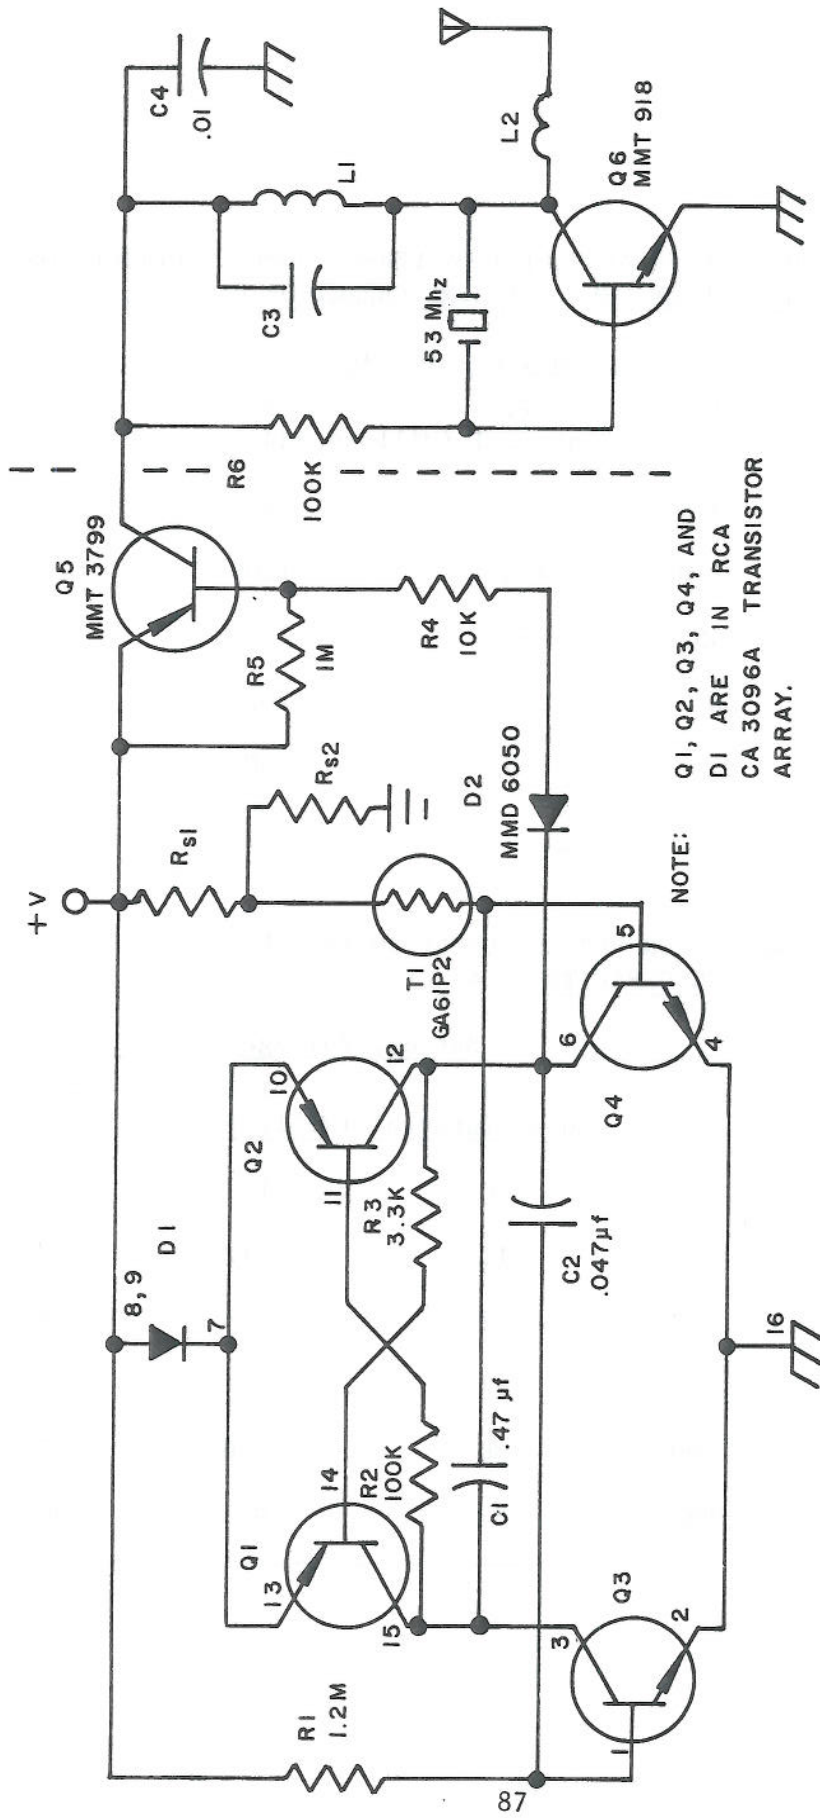 +V
8,9
D1
7
Q1
13
14
15
Q2
10
11
12
R1
1.2M
R2
100K
R3
3.3K
C1
.47 µf
C2
.047µf
Q3
1
2
3
Q4
4
5
6
16
Rs1
Rs2
T1
GA61P2
D2
MMD 6050
Q5
MMT 3799
R5
1M
R4
10K
R6
100K
C4
.01
C3
L1
53 Mhz
L2
Q6
MMT 918
NOTE:
Q1, Q2, Q3, Q4, AND
D1 ARE IN RCA
CA 3096A TRANSISTOR
ARRAY.
87